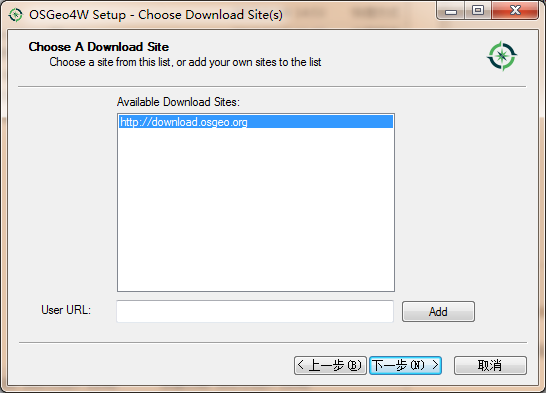 OSGeo4W Setup - Choose Download Site(s)
Choose A Download Site
Choose a site from this list, or add your own sites to the list
Available Download Sites:
http://download.osgeo.org
User URL:
Add
< 上一步(B)
下一步(N) >
取消